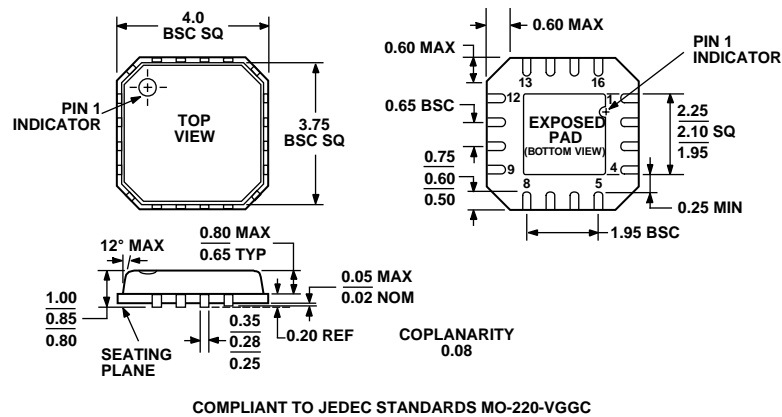 4.0
BSC SQ
PIN 1
INDICATOR
TOP
VIEW
3.75
BSC SQ
0.60 MAX
0.60 MAX
PIN 1
INDICATOR
13
16
12
1
0.65 BSC
EXPOSED
PAD
(BOTTOM VIEW)
2.25
2.10 SQ
1.95
9
4
8
5
0.75
0.60
0.50
0.25 MIN
1.95 BSC
12° MAX
0.80 MAX
0.65 TYP
0.05 MAX
0.02 NOM
1.00
0.85
0.80
0.35
0.28
0.25
0.20 REF
SEATING
PLANE
COPLANARITY
0.08
COMPLIANT TO JEDEC STANDARDS MO-220-VGGC